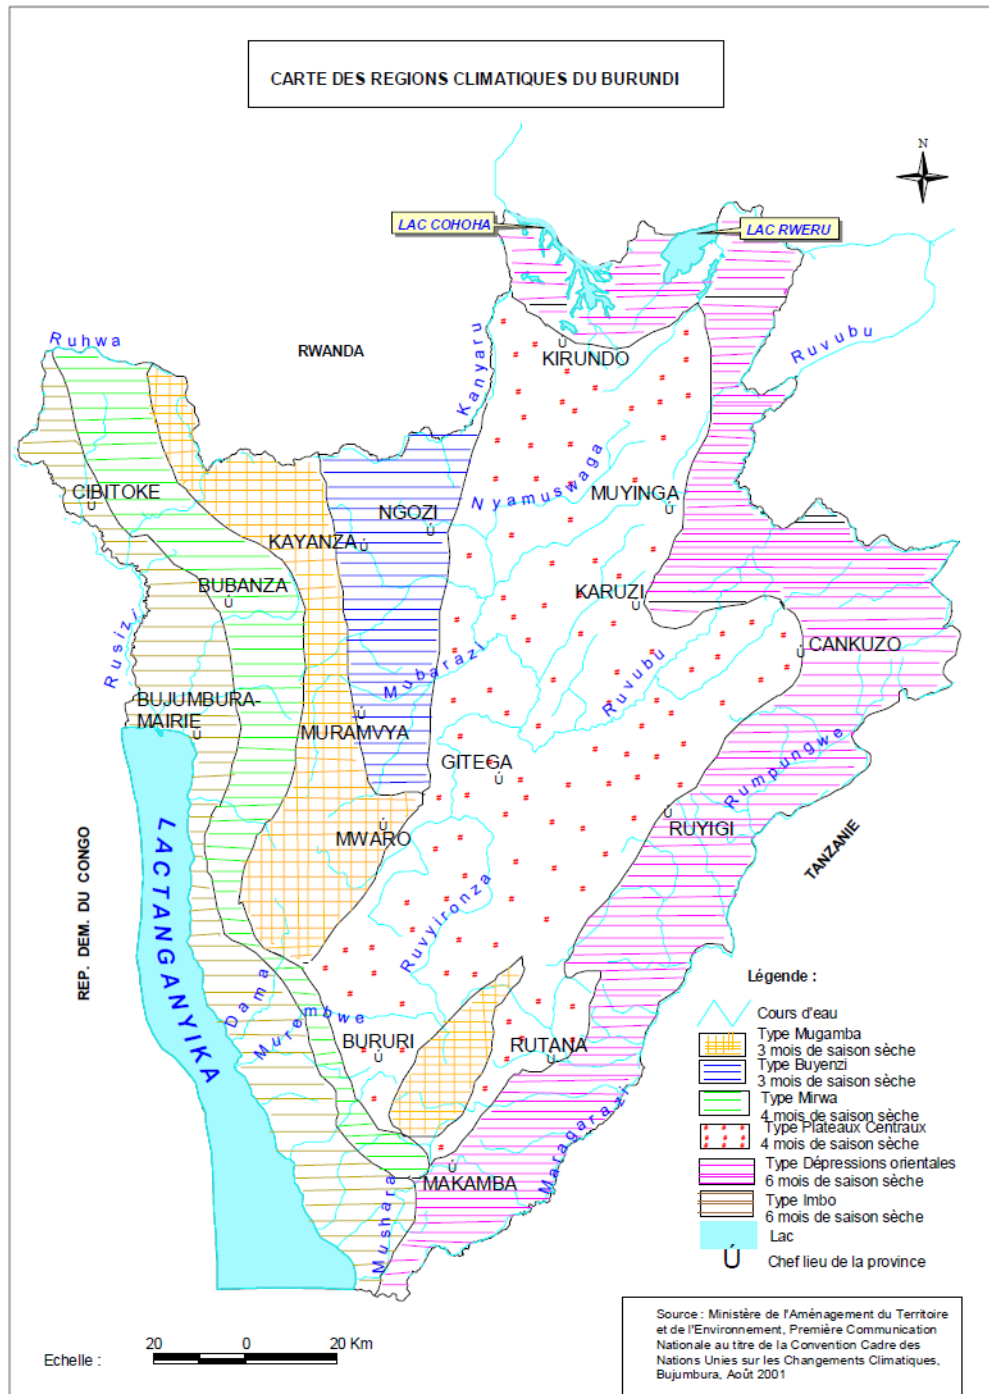 CARTE DES REGIONS CLIMATIQUES DU BURUNDI
N
LAC COHOHA
LAC RWERU
Ruhwa
RWANDA
Kanyaru
KIRUNDO
Ruvubu
CIBITOKE
NGOZI
Nyamuswaga
MUYINGA
KAYANZA
BUBANZA
KARUZI
Rusizi
Mubarazi
Ruvubu
CANKUZO
BUJUMBURA-
MAIRIE
MURAMVYA
GITEGA
Rumpungwe
MWARO
RUYIGI
TANZANIE
LAC TANGANYIKA
REP. DEM. DU CONGO
Ruvyironza
Dama
Murembwe
BURURI
RUTANA
Maragarazi
MAKAMBA
Mushara
Légende :
Cours d'eau
Type Mugamba
3 mois de saison sèche
Type Buyenzi
3 mois de saison sèche
Type Mirwa
4 mois de saison sèche
Type Plateaux Centraux
4 mois de saison sèche
Type Dépressions orientales
6 mois de saison sèche
Type Imbo
6 mois de saison sèche
Lac
Ú Chef lieu de la province
Echelle :
20 0 20 Km
Source : Ministère de l'Aménagement du Territoire
et de l'Environnement, Première Communication
Nationale au titre de la Convention Cadre des
Nations Unies sur les Changements Climatiques,
Bujumbura, Août 2001